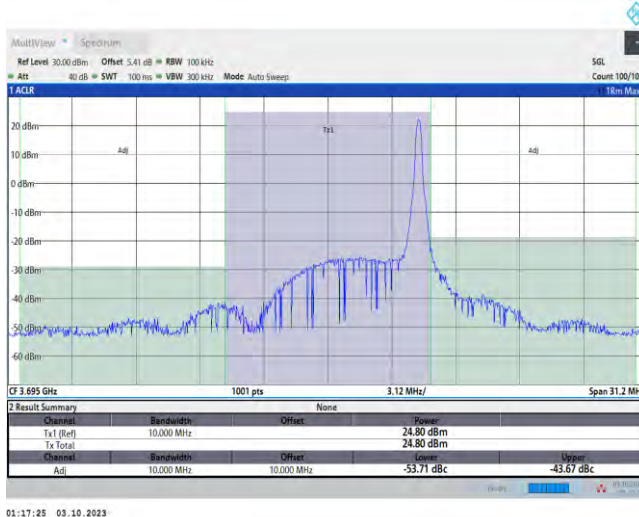 MultiView Spectrum
Ref Level 30.00 dBm Offset 5.41 dB RBW 100 kHz SGL
Att 40 dB SWT 100 ms VBW 300 kHz Mode Auto Sweep Count 100/10
1 ACLR 1Rm Max
20 dBm
Tx1
10 dBm Adj Adj
0 dBm
-10 dBm
-20 dBm
-30 dBm
-40 dBm
-50 dBm
-60 dBm
CF 3.695 GHz 1001 pts 3.12 MHz/ Span 31.2 MH
2 Result Summary None
Channel Bandwidth Offset Power
Tx1 (Ref) 10.000 MHz 24.80 dBm
Tx Total 24.80 dBm
Channel Bandwidth Offset Lower Upper
Adj 10.000 MHz 10.000 MHz -53.71 dBc -43.67 dBc
01:17:25 03.10.2023